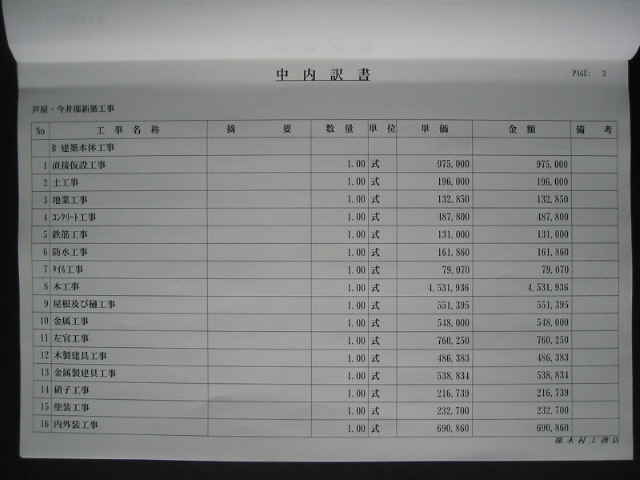 中内訳書
PAGE: 3
芦屋・今井邸新築工事
No 工事名称 摘要 数量 単位 単価 金額 備考
B 建築本体工事
1 直接仮設工事 1.00 式 975,000 975,000
2 土工事 1.00 式 196,000 196,000
3 地業工事 1.00 式 132,850 132,850
4 ｺﾝｸﾘｰﾄ工事 1.00 式 487,800 487,800
5 鉄筋工事 1.00 式 131,000 131,000
6 防水工事 1.00 式 161,860 161,860
7 ﾀｲﾙ工事 1.00 式 79,070 79,070
8 木工事 1.00 式 4,531,936 4,531,936
9 屋根及び樋工事 1.00 式 551,395 551,395
10 金属工事 1.00 式 548,000 548,000
11 左官工事 1.00 式 760,250 760,250
12 木製建具工事 1.00 式 486,383 486,383
13 金属製建具工事 1.00 式 538,834 538,834
14 硝子工事 1.00 式 216,739 216,739
15 塗装工事 1.00 式 232,700 232,700
16 内外装工事 1.00 式 690,860 690,860